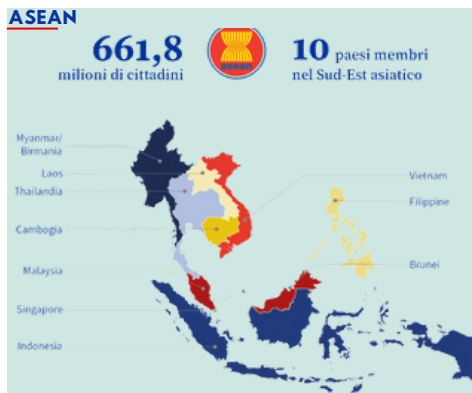 ASEAN
661,8
milioni di cittadini
asean
10 paesi membri
nel Sud-Est asiatico
Myanmar/
Birmania
Laos
Thailandia
Cambogia
Malaysia
Singapore
Indonesia
Vietnam
Filippine
Brunei